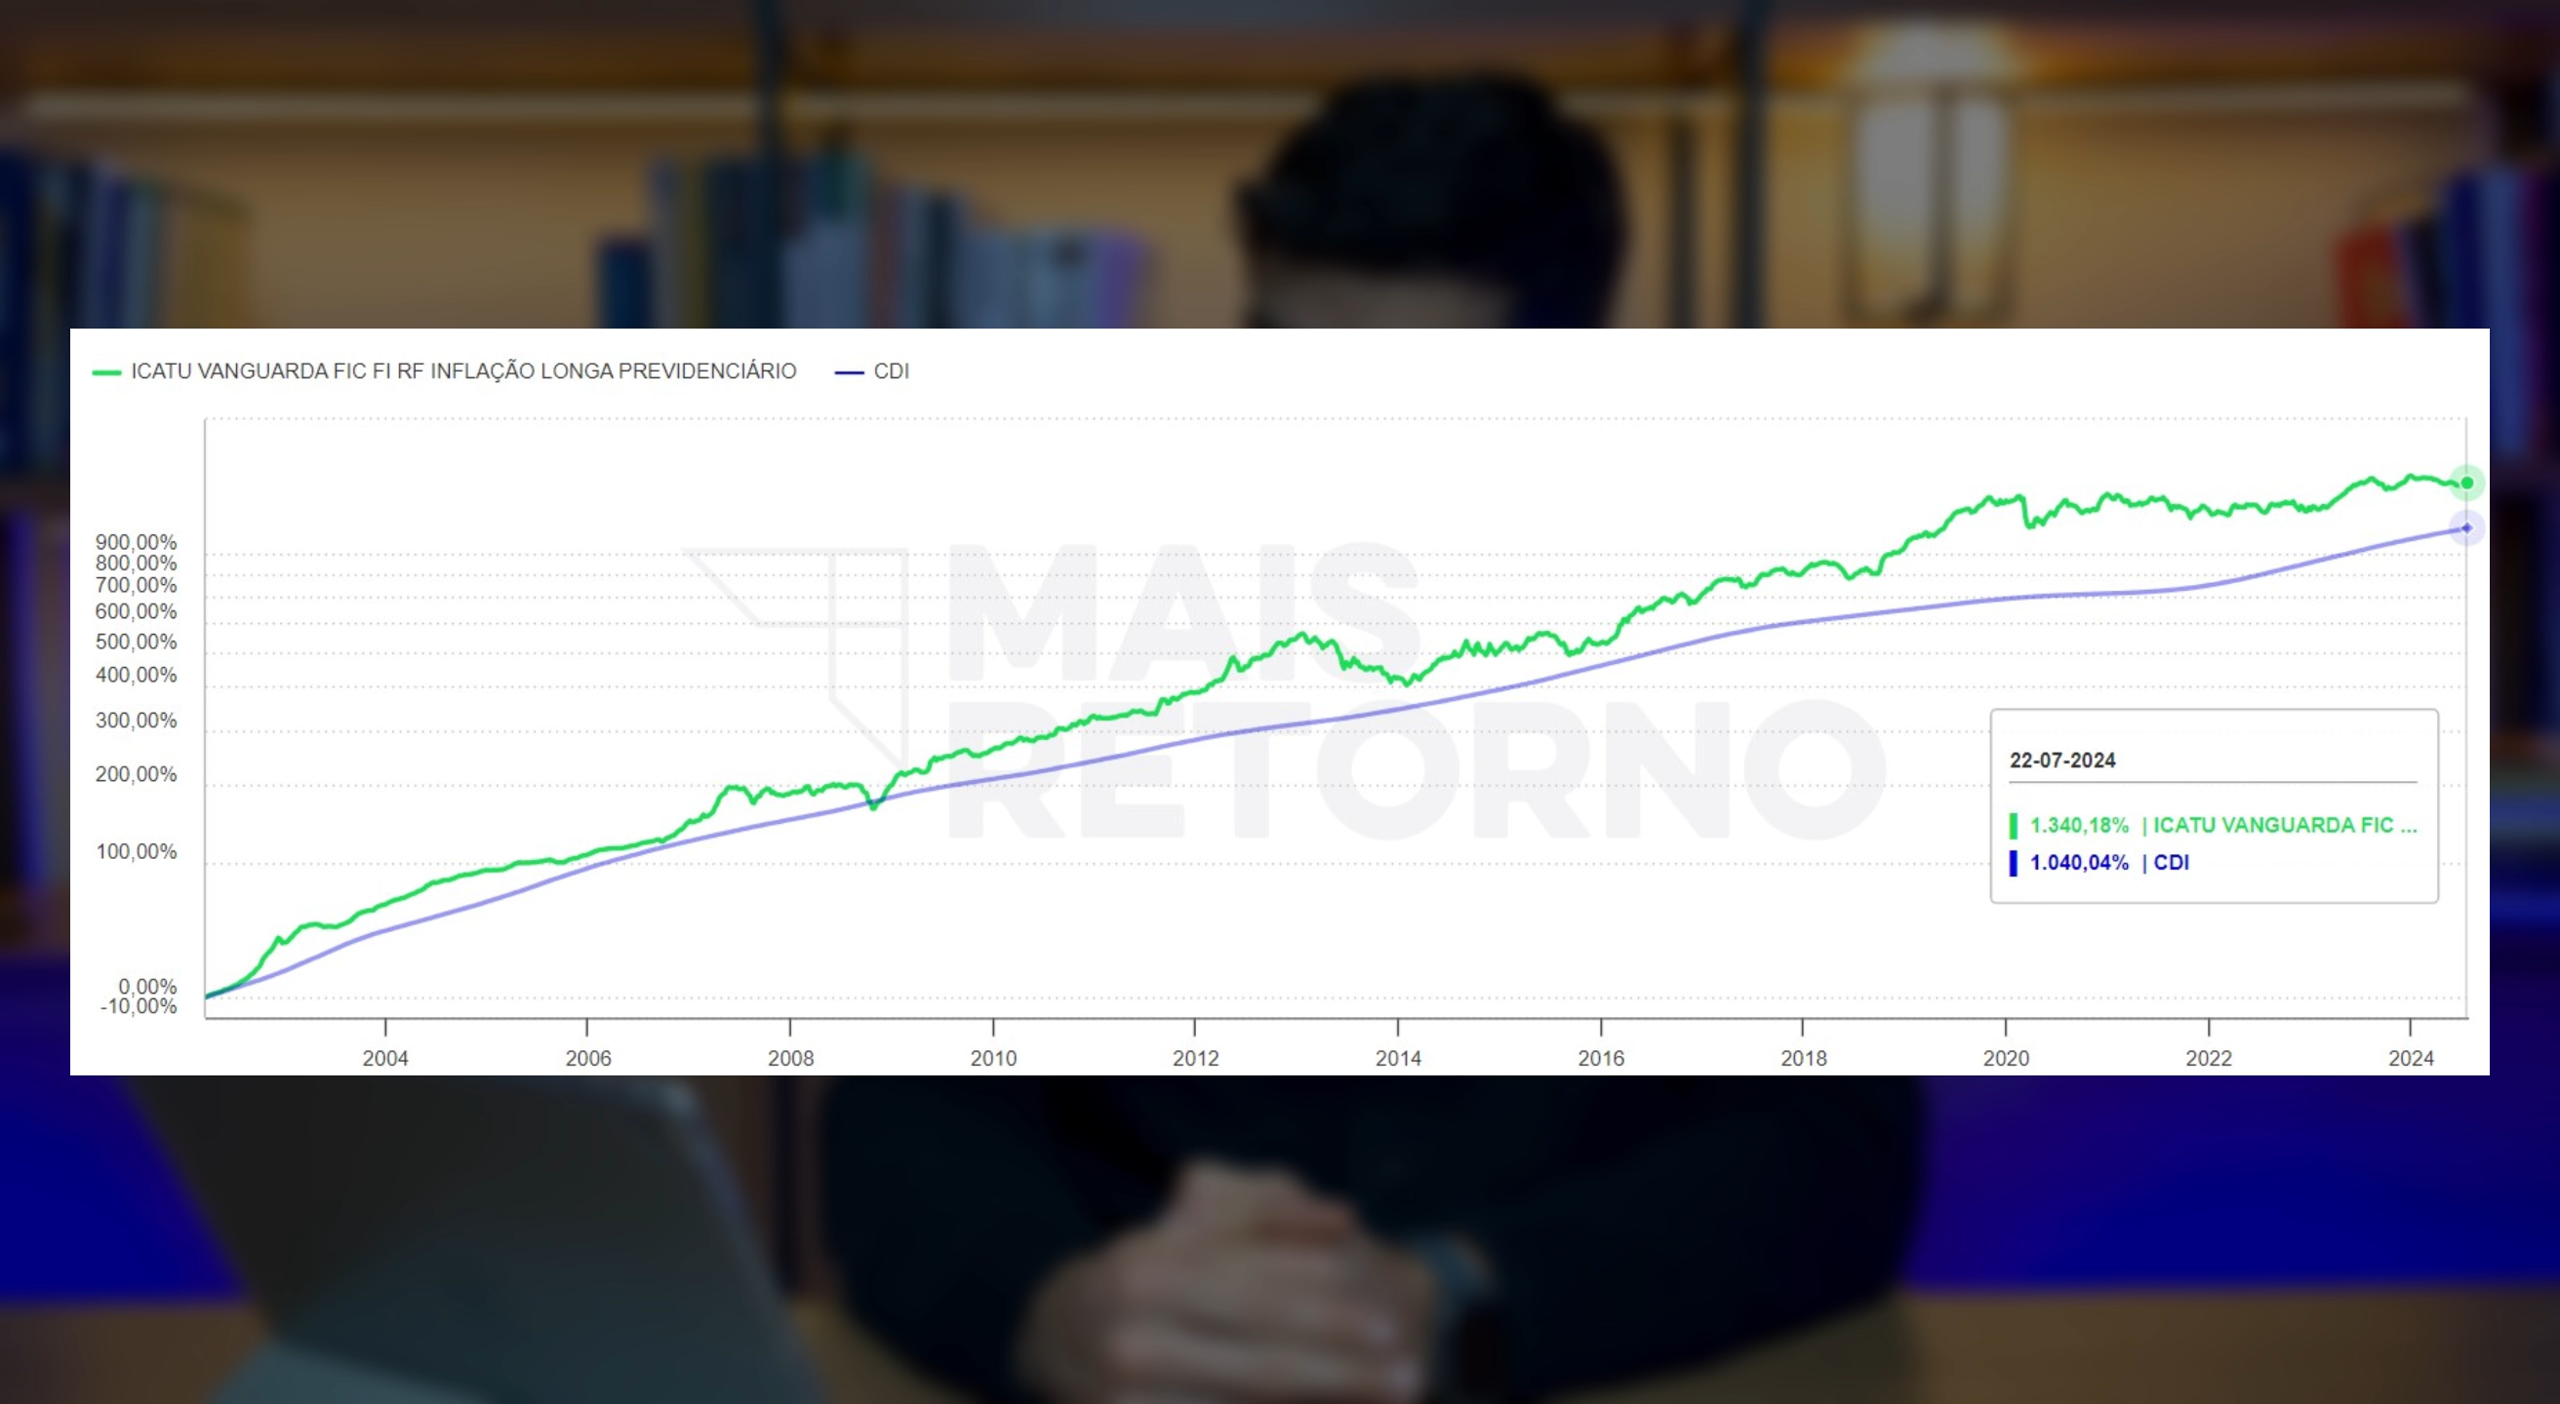 ICATU VANGUARDA FIC FI RF INFLAÇÃO LONGA PREVIDENCIÁRIO CDI
900,00%
800,00%
700,00%
600,00%
500,00%
400,00%
300,00%
200,00%
100,00%
0,00%
-10,00%
MAIS
RETORNO
22-07-2024
1.340,18% | ICATU VANGUARDA FIC ...
1.040,04% | CDI
2004 2006 2008 2010 2012 2014 2016 2018 2020 2022 2024